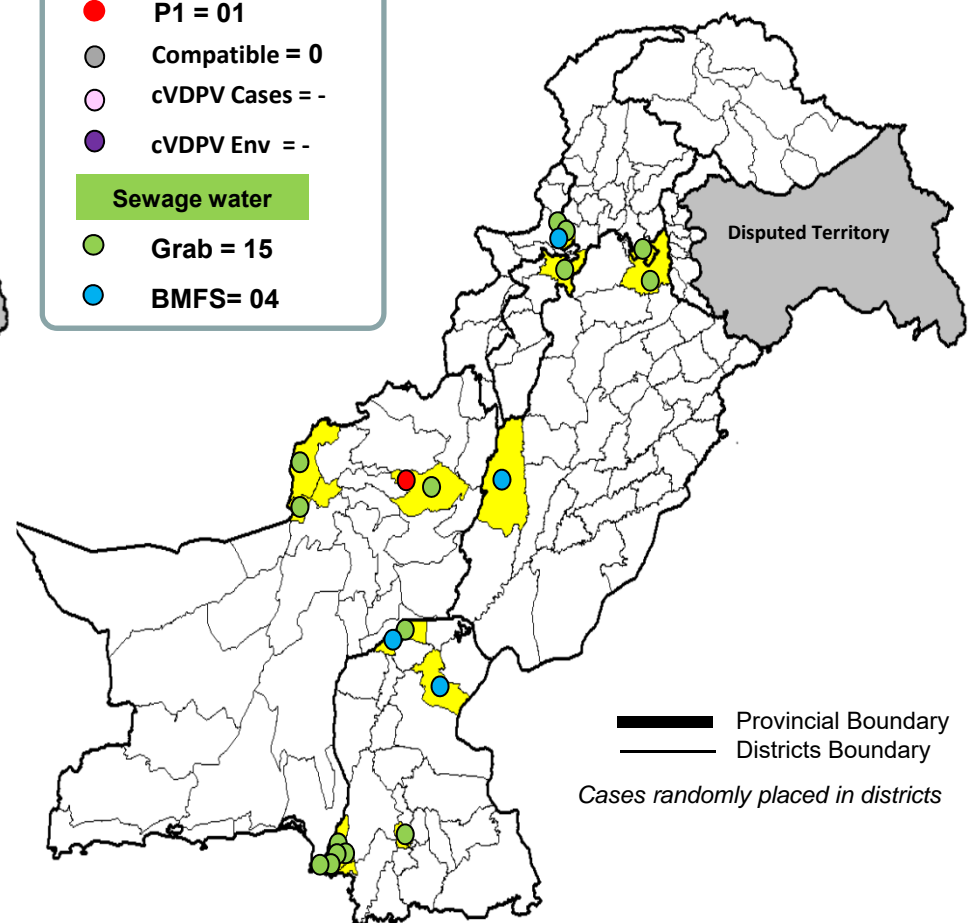 P1 = 01
Compatible = 0
cVDPV Cases = -
cVDPV Env = -
Sewage water
Grab = 15
BMFS= 04
Disputed Territory
Provincial Boundary
Districts Boundary
Cases randomly placed in districts